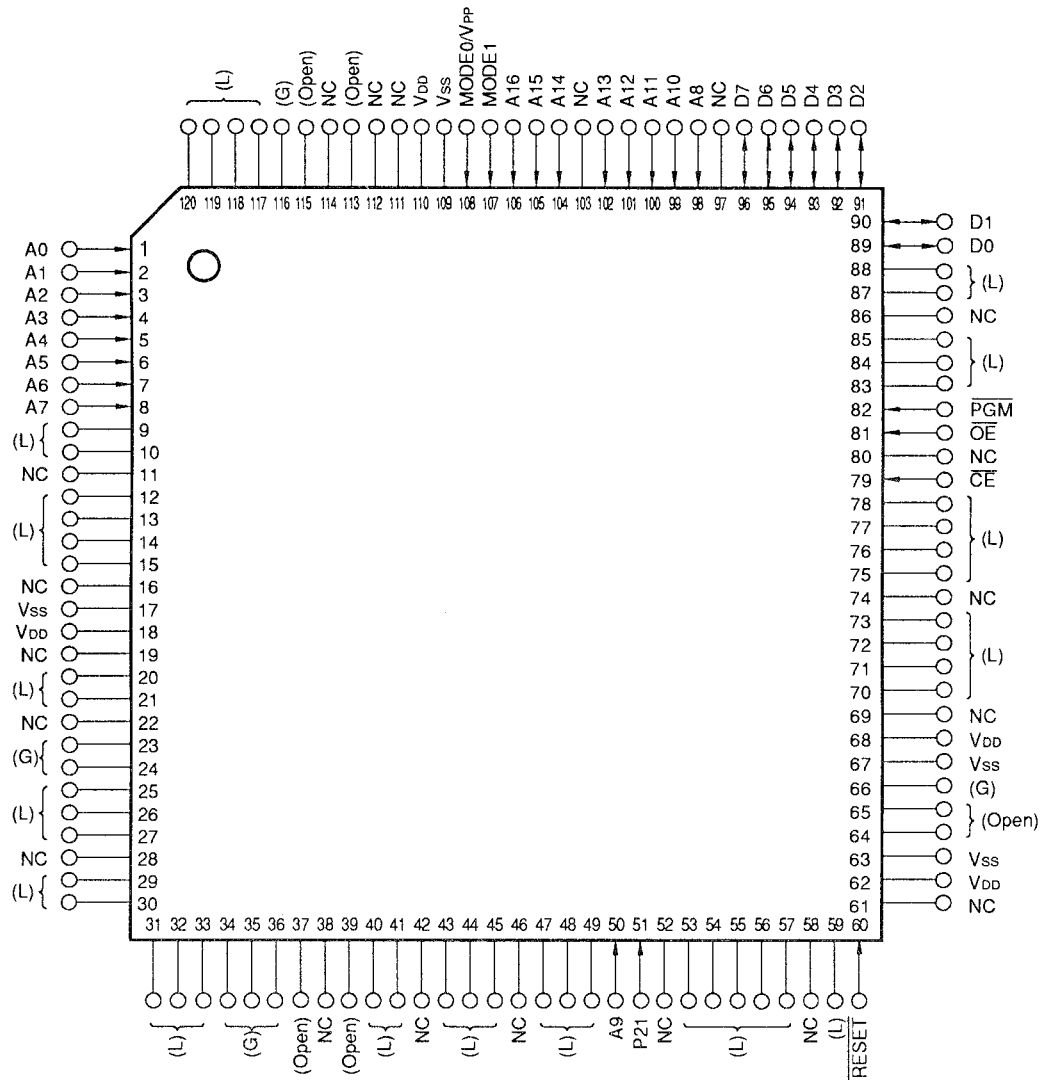 (L)
(G)
(Open)
NC
(Open)
NC
NC
VDD
VSS
MODE0/VPP
MODE1
A16
A15
A14
NC
A13
A12
A11
A10
A8
NC
D7
D6
D5
D4
D3
D2
120 119 118 117 116 115 114 113 112 111 110 109 108 107 106 105 104 103 102 101 100 99 98 97 96 95 94 93 92 91
A0 1
A1 2
A2 3
A3 4
A4 5
A5 6
A6 7
A7 8
(L) 9
10
NC 11
(L) 12
13
14
15
NC 16
VSS 17
VDD 18
NC 19
(L) 20
21
NC 22
(G) 23
24
(L) 25
26
27
NC 28
(L) 29
30
90 D1
89 D0
88 (L)
87
86 NC
85 (L)
84
83
82 PGM
81 OE
80 NC
79 CE
78 (L)
77
76
75
74 NC
73 (L)
72
71
70
69 NC
68 VDD
67 VSS
66 (G)
65 (Open)
64
63 VSS
62 VDD
61 NC
31 32 33 34 35 36 37 38 39 40 41 42 43 44 45 46 47 48 49 50 51 52 53 54 55 56 57 58 59 60
(L)
(G)
(Open)
NC
(Open)
(L)
NC
(L)
NC
(L)
A9
P21
NC
(L)
NC
(L)
RESET